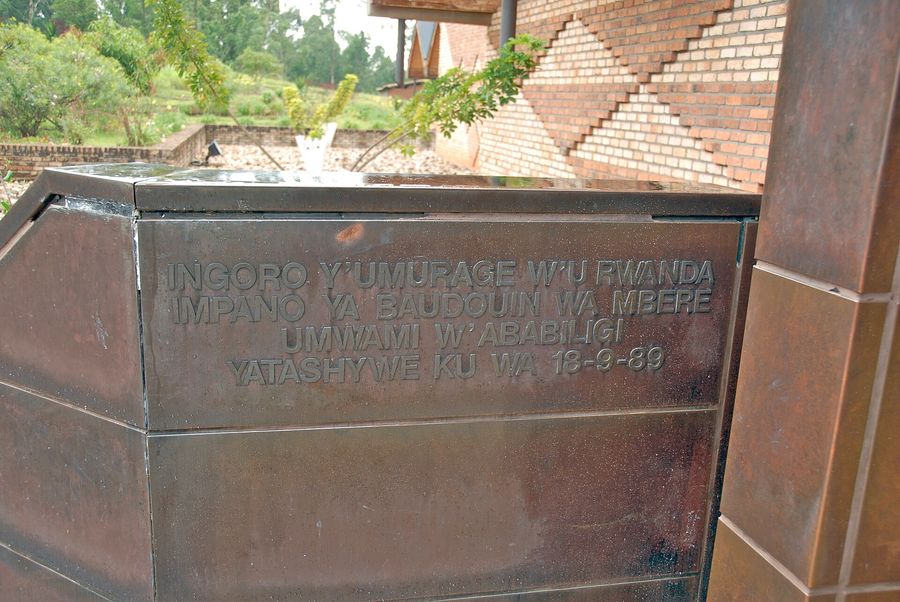 INGORO Y'UMURAGE W'U RWANDA
IMPANO YA BAUDOUIN WA MBERE
UMWAMI W'ABABILIGI
YATASHYWE KU WA 18-9-89